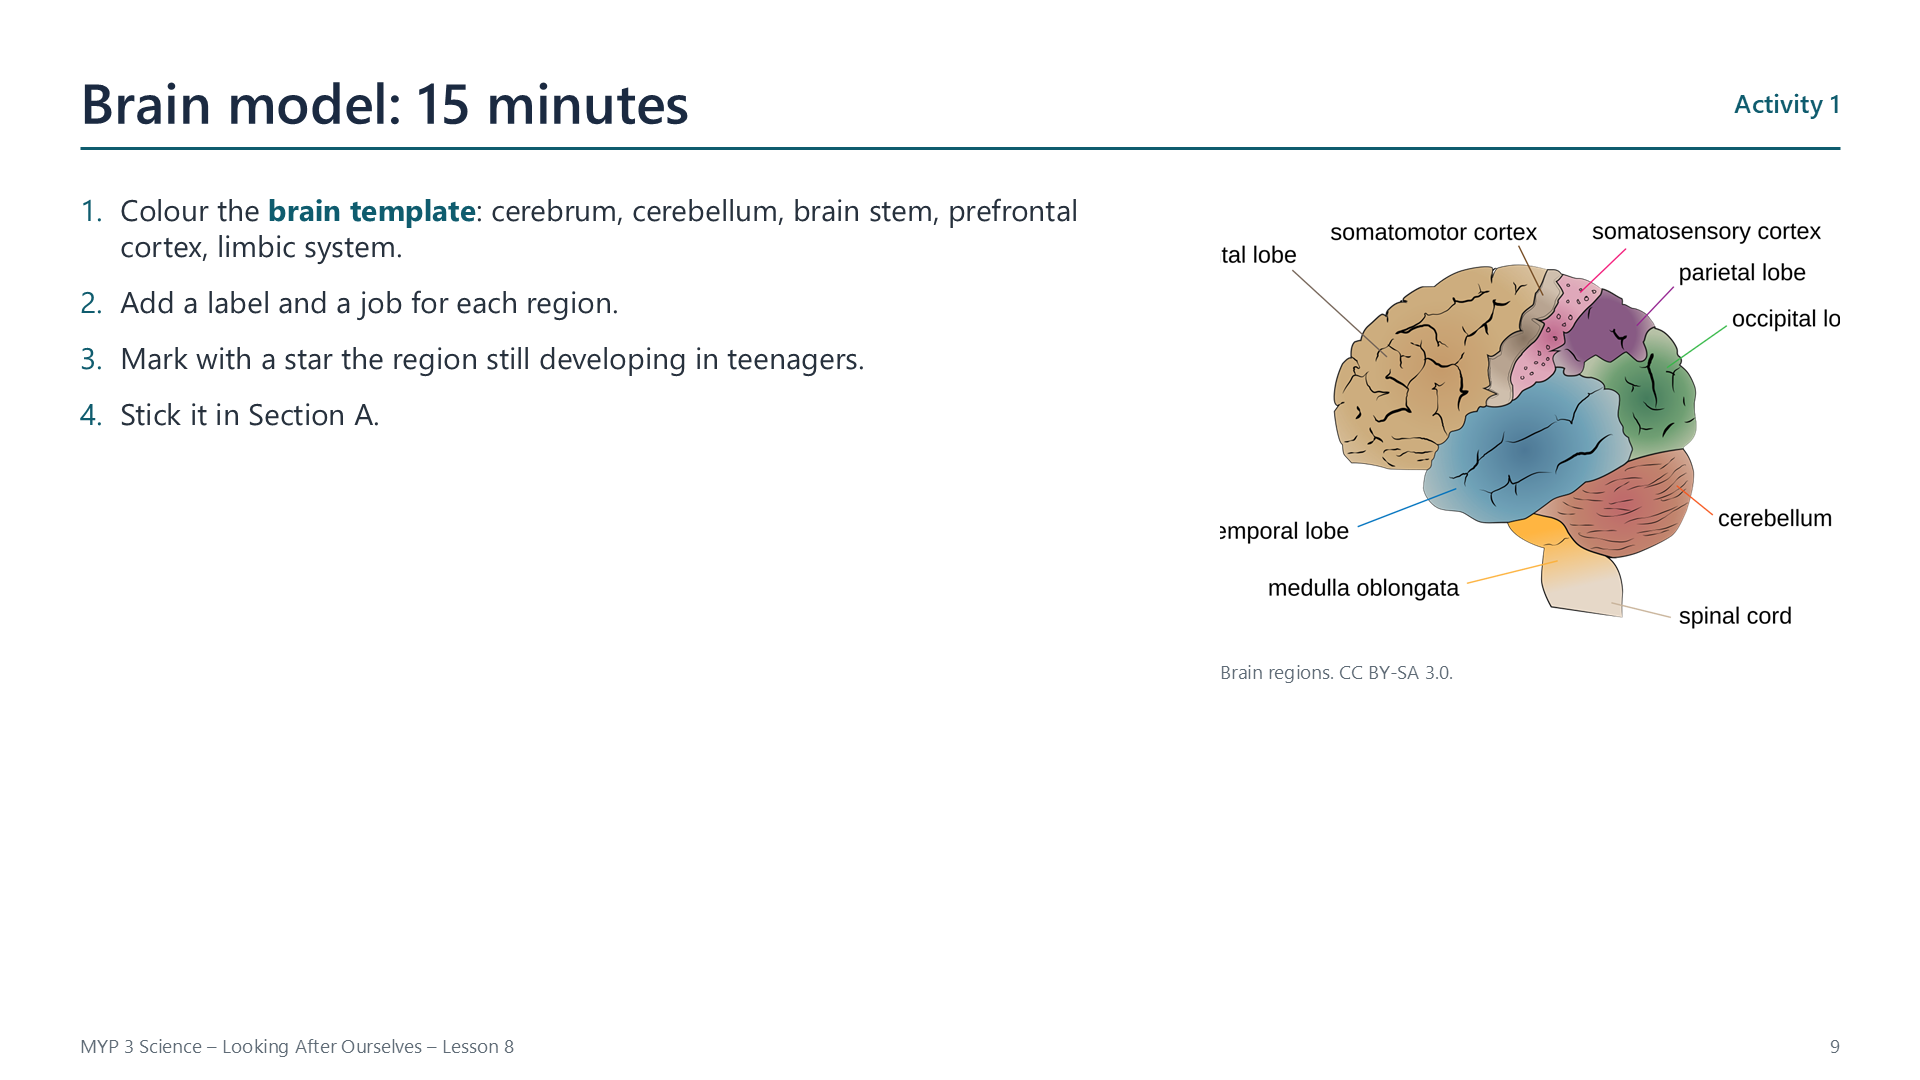 Brain model: 15 minutes
Activity 1
1. Colour the brain template: cerebrum, cerebellum, brain stem, prefrontal
cortex, limbic system.
2. Add a label and a job for each region.
3. Mark with a star the region still developing in teenagers.
4. Stick it in Section A.
somatomotor cortex
somatosensory cortex
tal lobe
parietal lobe
occipital lo
emporal lobe
cerebellum
medulla oblongata
spinal cord
Brain regions. CC BY-SA 3.0.
MYP 3 Science – Looking After Ourselves – Lesson 8
9